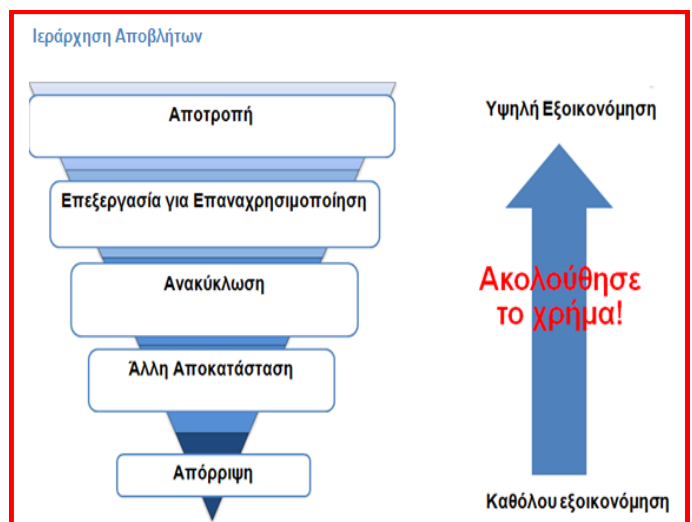 Ιεράρχηση Αποβλήτων
Αποτροπή
Επεξεργασία για Επαναχρησιμοποίηση
Ανακύκλωση
Άλλη Αποκατάσταση
Απόρριψη
Υψηλή Εξοικονόμηση
Ακολούθησε
το χρήμα!
Καθόλου εξοικονόμηση